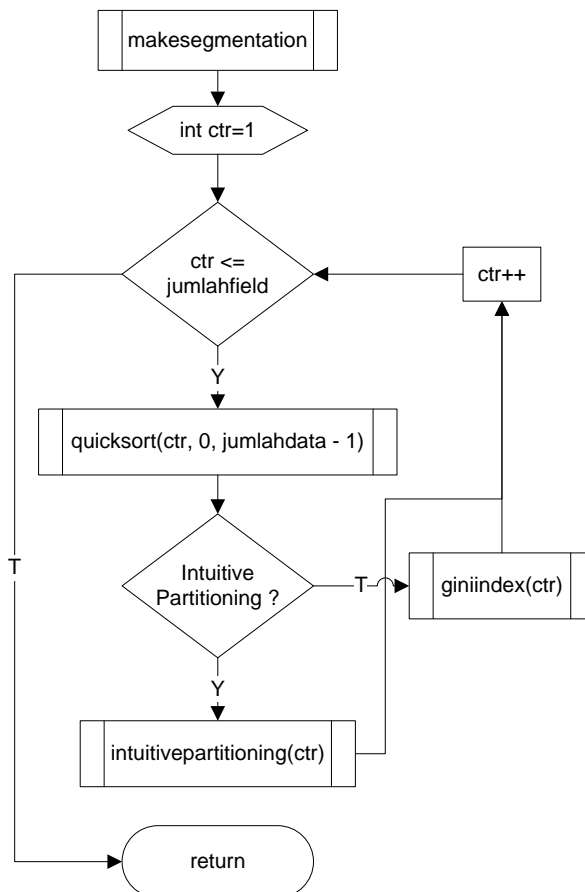 makesegmentation
int ctr=1
ctr <=
jumlahfield
ctr++
Y
quicksort(ctr, 0, jumlahdata - 1)
T
Intuitive
Partitioning ?
T
giniindex(ctr)
Y
intuitivepartitioning(ctr)
return